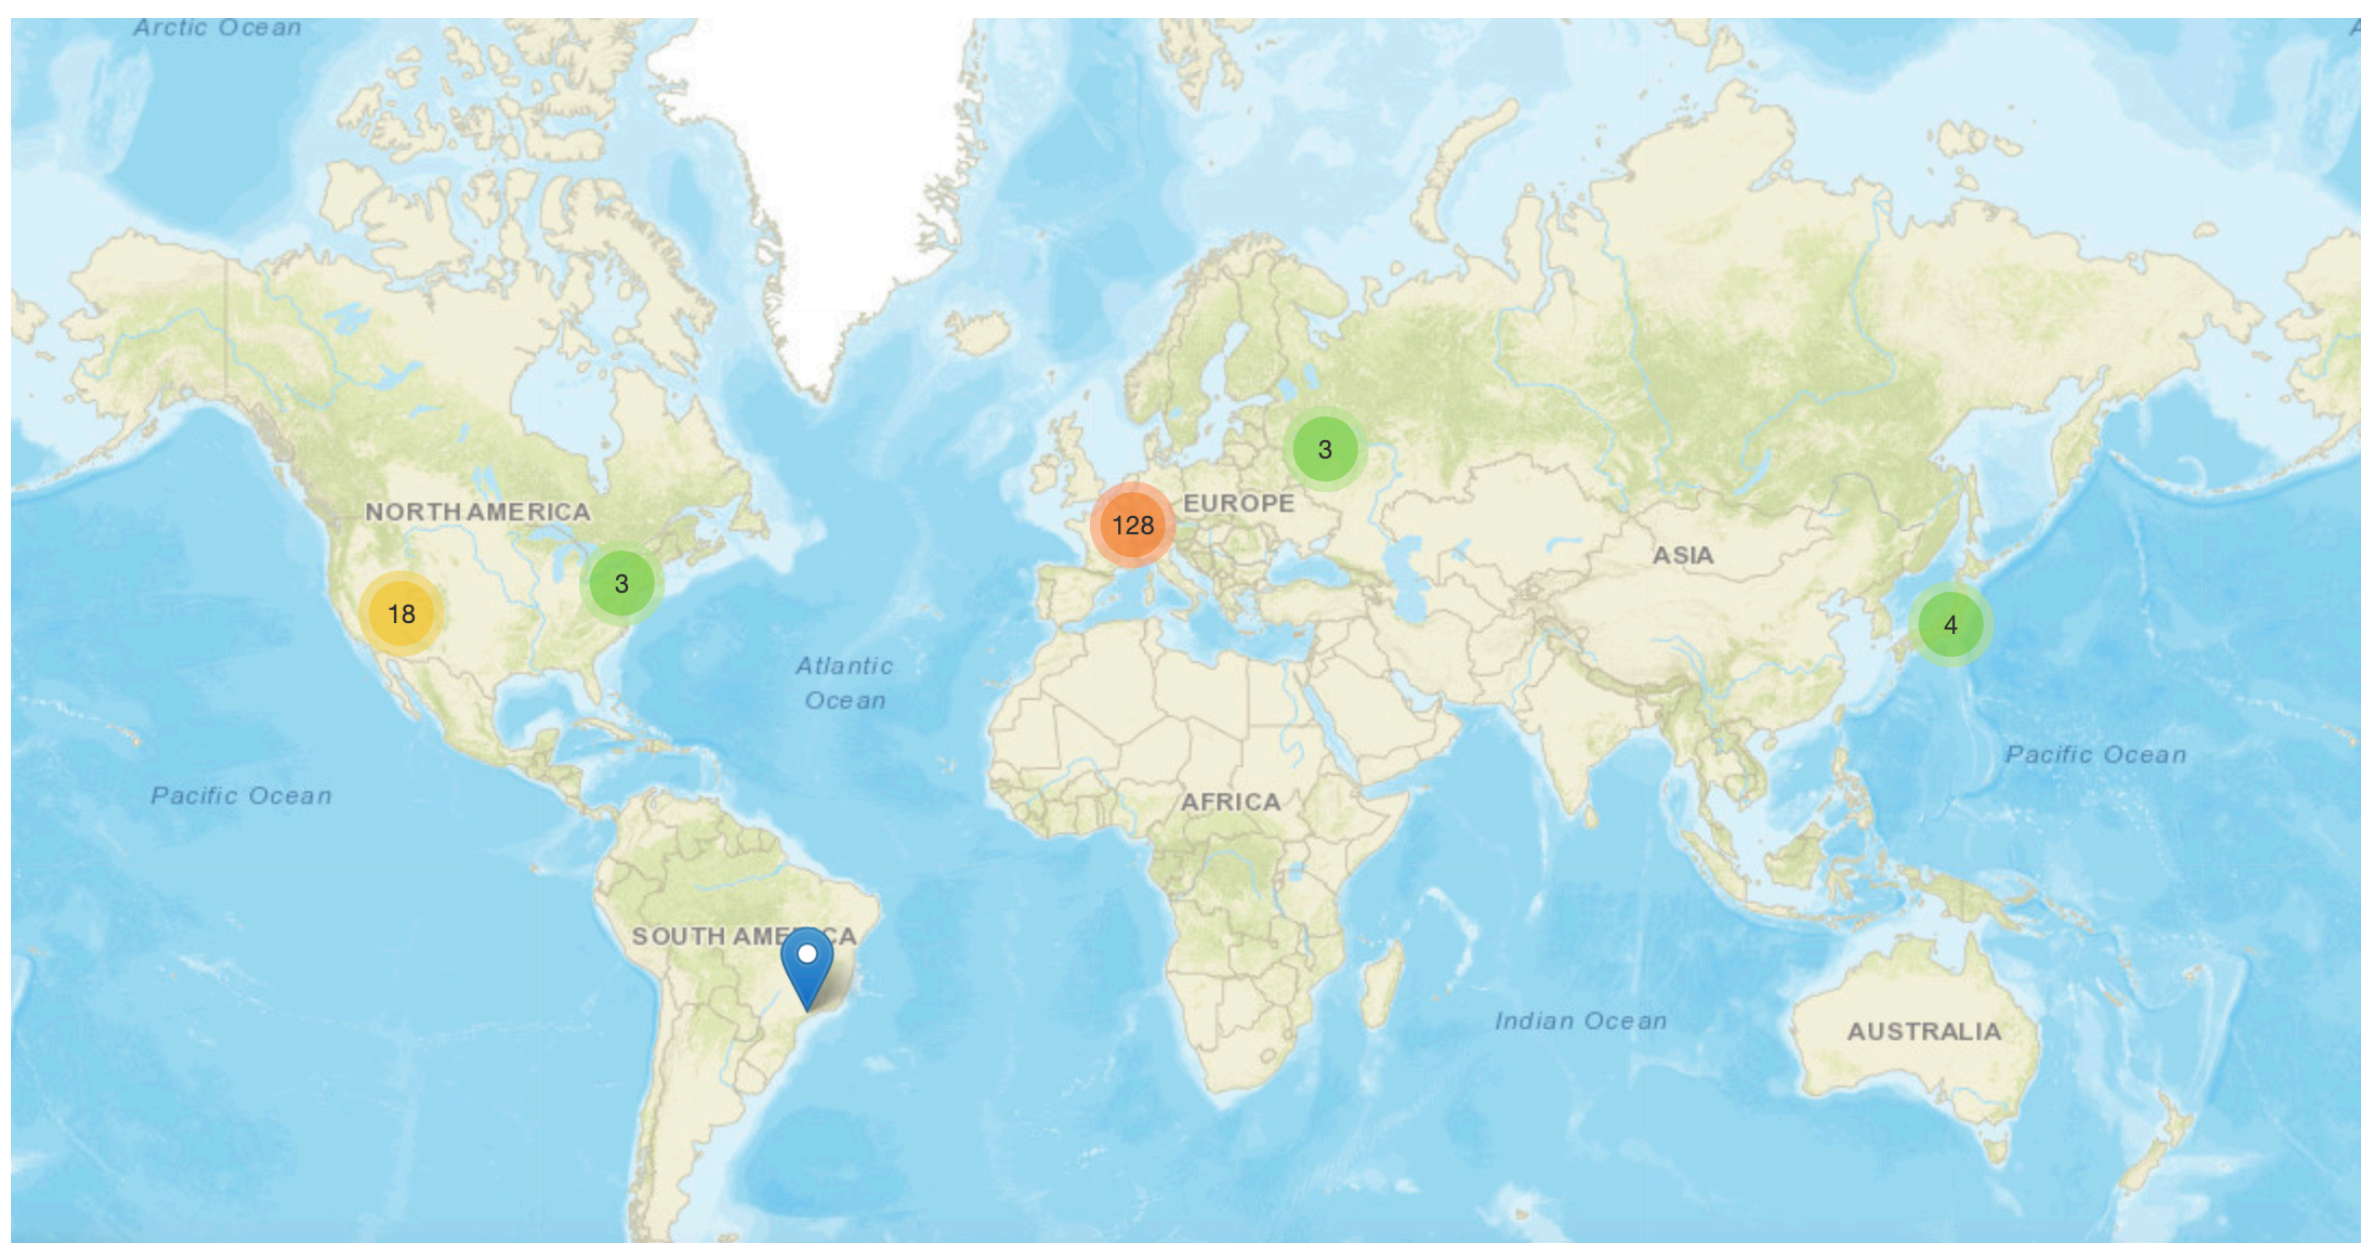 Arctic Ocean
A
3
NORTH AMERICA
EUROPE
128
ASIA
3
18
4
Atlantic
Ocean
Pacific Ocean
Pacific Ocean
AFRICA
SOUTH AME CA
Indian Ocean
AUSTRALIA